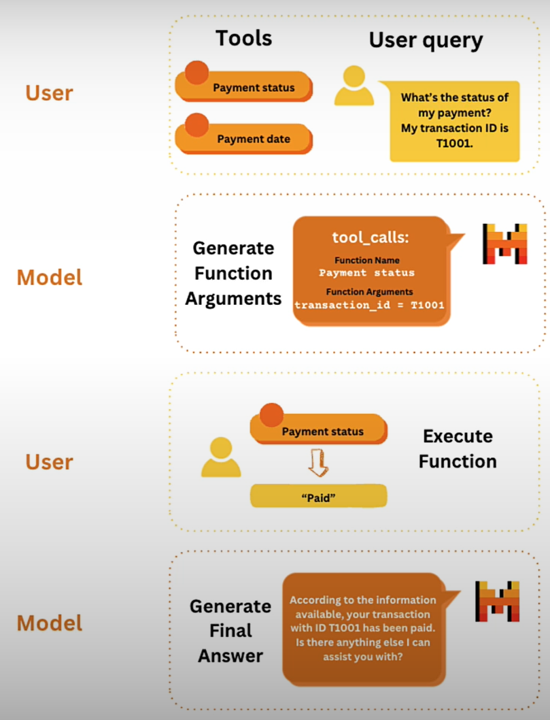 Tools
User query
User
Payment status
Payment date
What's the status of
my payment?
My transaction ID is
T1001.
Model
Generate
Function
Arguments
tool_calls:
Function Name
Payment status
Function Arguments
transaction_id = T1001
User
Payment status
"Paid"
Execute
Function
Model
Generate
Final
Answer
According to the information
available, your transaction
with ID T1001 has been paid.
Is there anything else I can
assist you with?